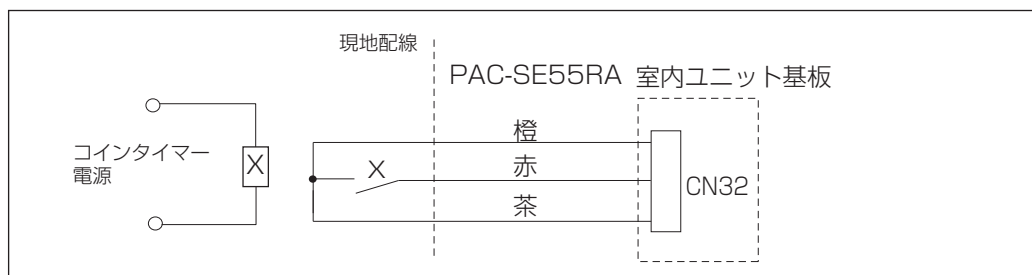 現地配線
PAC-SE55RA 室内ユニット基板
橙
コインタイマー
電源
X
X
赤
CN32
茶